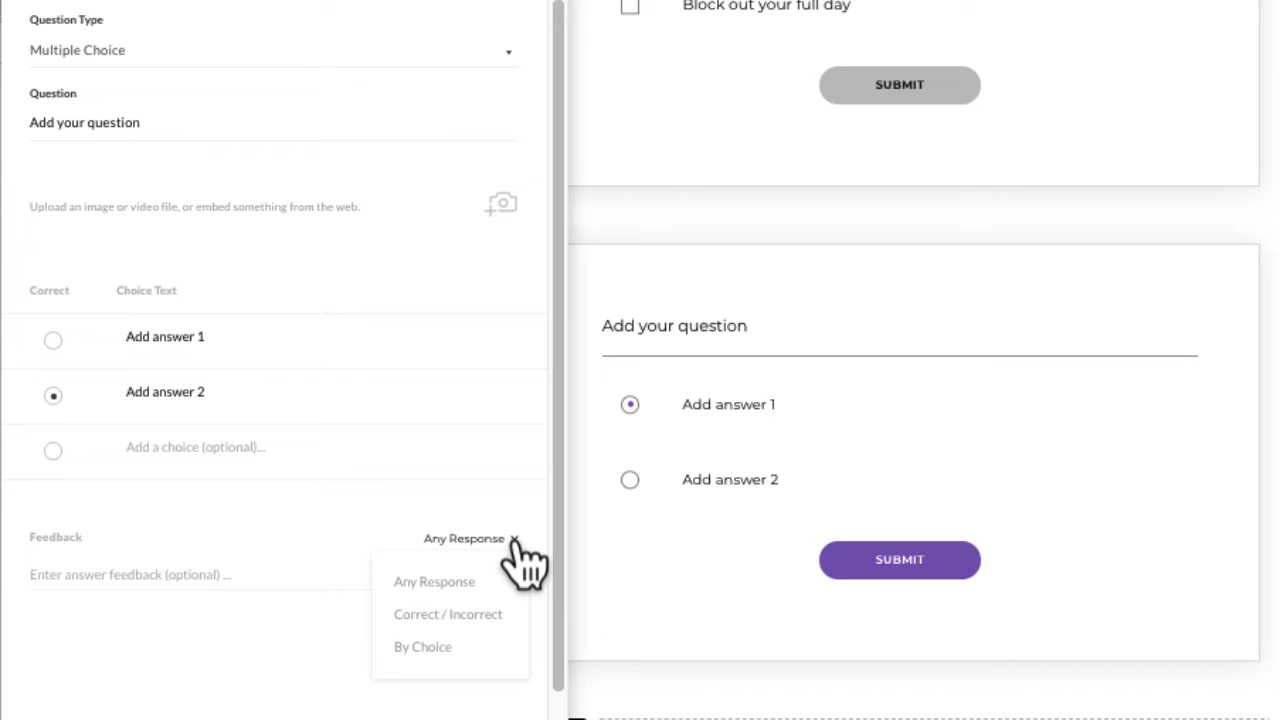 Question Type
Multiple Choice
Question
Add your question
Upload an image or video file, or embed something from the web.
Correct Choice Text
Add answer 1
Add answer 2
Add a choice (optional)...
Feedback
Any Response
Enter answer feedback (optional) ...
Any Response
Correct / Incorrect
By Choice
Block out your full day
SUBMIT
Add your question
Add answer 1
Add answer 2
SUBMIT